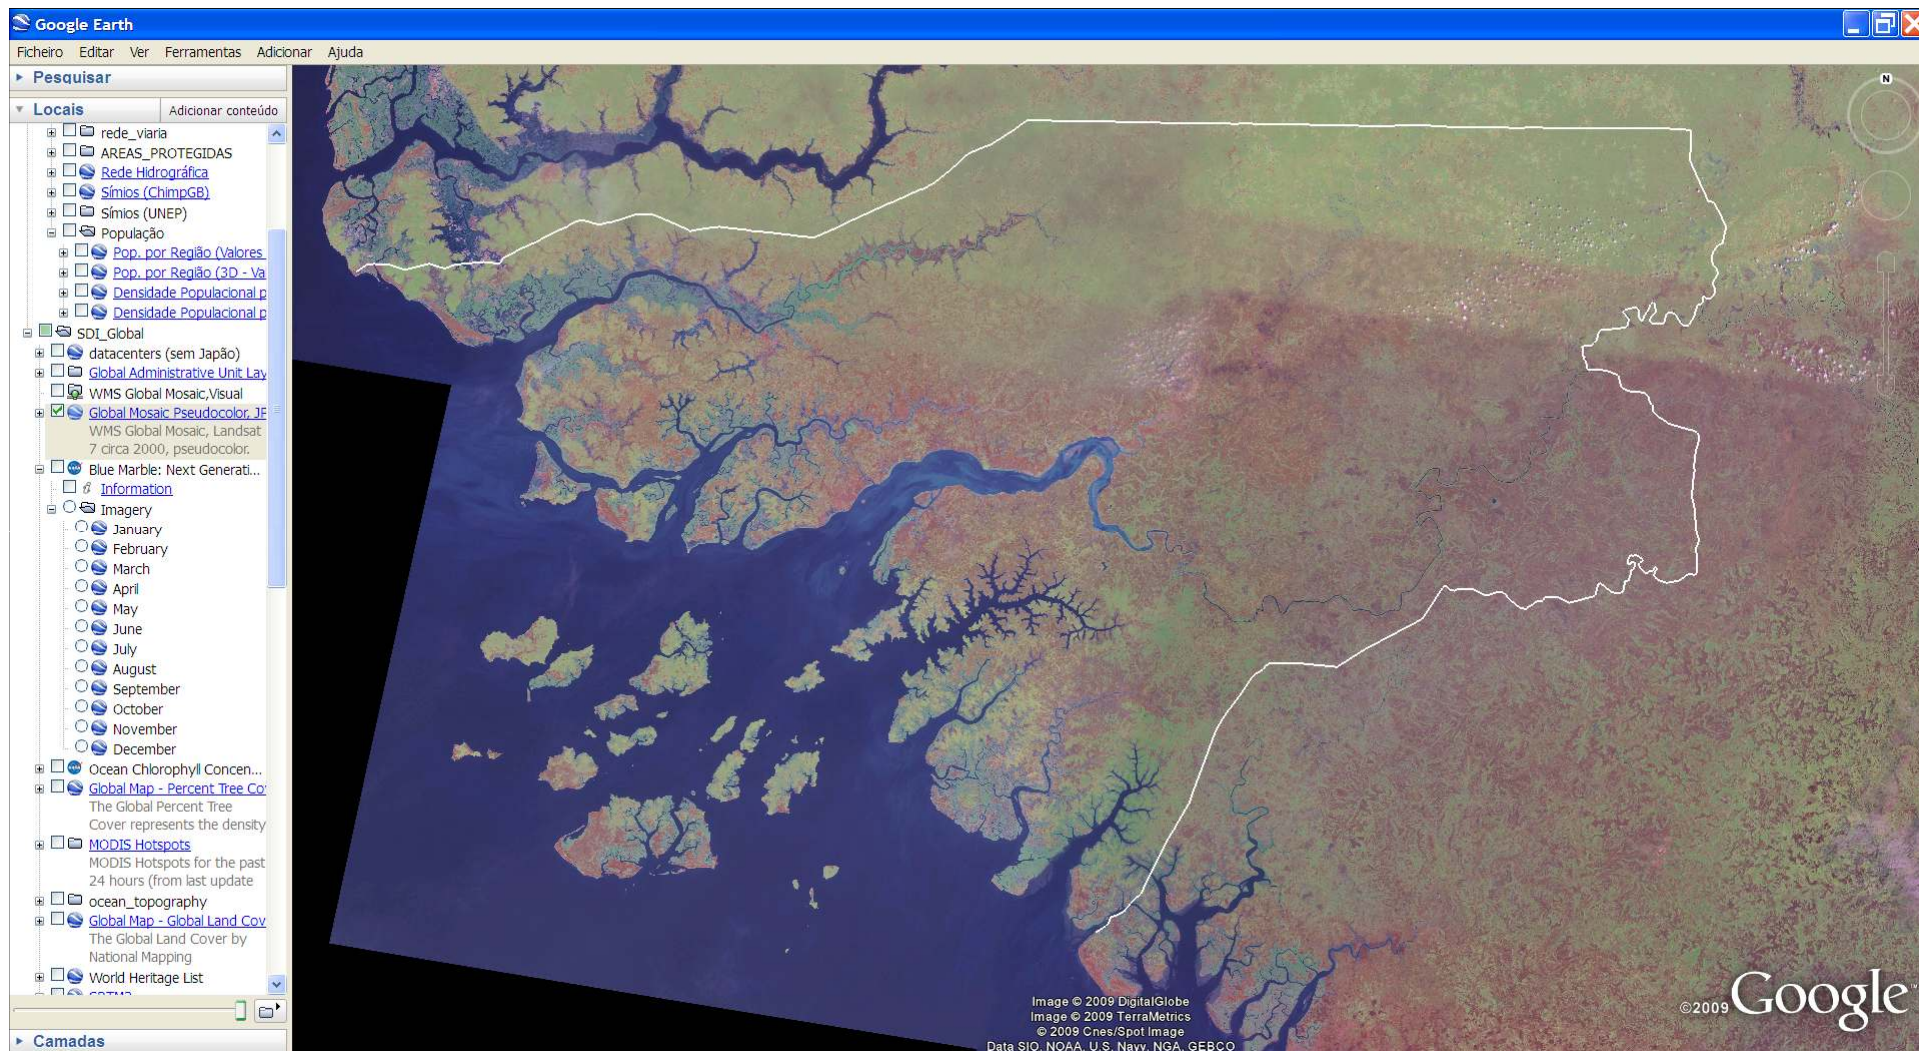 Google Earth
Ficheiro Editar Ver Ferramentas Adicionar Ajuda
Pesquisar
Locais
Adicionar conteúdo
rede_viaria
AREAS_PROTEGIDAS
Rede Hidrográfica
Símios (ChimpGB)
Símios (UNEP)
População
Pop. por Região (Valores
Pop. por Região (3D - Va
Densidade Populacional p
Densidade Populacional p
SDI_Global
datacenters (sem Japão)
Global Administrative Unit Lay
WMS Global Mosaic,Visual
Global Mosaic Pseudocolor, JP
WMS Global Mosaic, Landsat
7 circa 2000, pseudocolor.
Blue Marble: Next Generati...
Information
Imagery
January
February
March
April
May
June
July
August
September
October
November
December
Ocean Chlorophyll Concen...
Global Map - Percent Tree Co
The Global Percent Tree
Cover represents the density
MODIS Hotspots
MODIS Hotspots for the past
24 hours (from last update
ocean_topography
Global Map - Global Land Cov
The Global Land Cover by
National Mapping
World Heritage List
Camadas
N
Image © 2009 DigitalGlobe
Image © 2009 TerraMetrics
© 2009 Cnes/Spot Image
Data SIO, NOAA, U.S. Navy, NGA, GEBCO
©2009 Google™